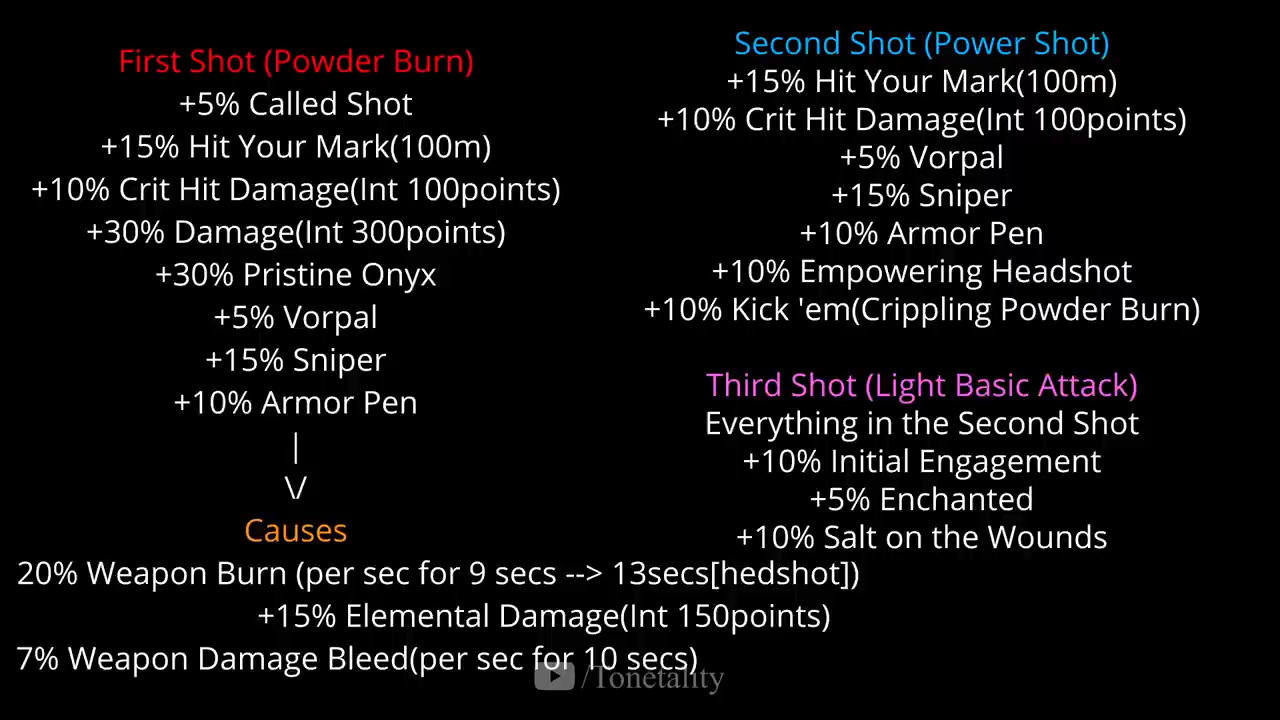 First Shot (Powder Burn)
+5% Called Shot
+15% Hit Your Mark(100m)
+10% Crit Hit Damage(Int 100points)
+30% Damage(Int 300points)
+30% Pristine Onyx
+5% Vorpal
+15% Sniper
+10% Armor Pen
|
\/
Causes
20% Weapon Burn (per sec for 9 secs --> 13secs[hedshot])
+15% Elemental Damage(Int 150points)
7% Weapon Damage Bleed(per sec for 10 secs)
Second Shot (Power Shot)
+15% Hit Your Mark(100m)
+10% Crit Hit Damage(Int 100points)
+5% Vorpal
+15% Sniper
+10% Armor Pen
+10% Empowering Headshot
+10% Kick 'em(Crippling Powder Burn)
Third Shot (Light Basic Attack)
Everything in the Second Shot
+10% Initial Engagement
+5% Enchanted
+10% Salt on the Wounds
/Tonetality